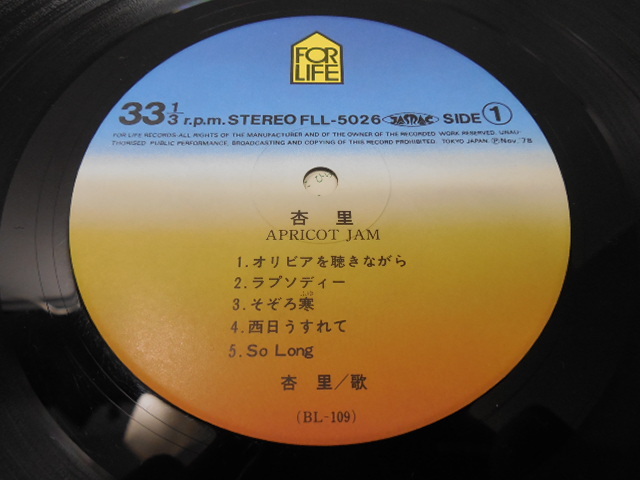 FOR
LIFE
33 1/3 r.p.m. STEREO FLL-5026 JASRAC SIDE 1
FOR LIFE RECORDS·ALL RIGHTS OF THE MANUFACTURER AND OF THE OWNER OF THE RECORDED WORK RESERVED. UNAU-
THORISED PUBLIC PERFORMANCE, BROADCASTING AND COPYING OF THIS RECORD PROHIBITED. TOKYO JAPAN. ℗Nov.'78
杏 里
APRICOT JAM
1.オリビアを聴きながら
2.ラプソディー
3.そぞろ寒
4.西日うすれて
5.So Long
杏 里/歌
(BL-109)